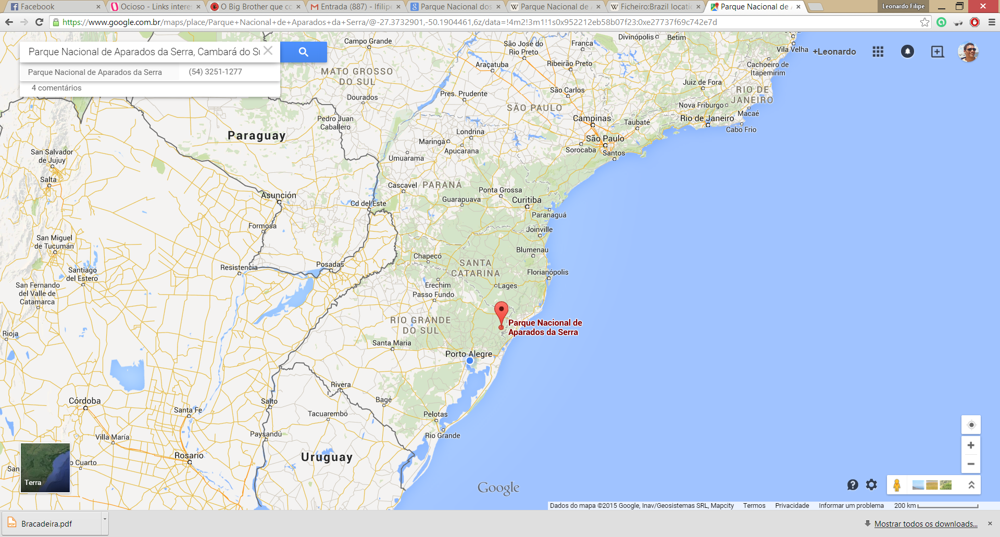 Facebook
Ocioso - Links intere
O Big Brother que co
Entrada (887) - lfilipe
Parque Nacional dos
Parque Nacional de A
Ficheiro:Brazil locatio
Parque Nacional de A
Leonardo Filipe
https://www.google.com.br/maps/place/Parque+Nacional+de+Aparados+da+Serra/@-27.3732901,-50.1904461,6z/data=!4m2!3m1!1s0x952212eb58b07f23:0xe27737f69c742e7d
Parque Nacional de Aparados da Serra, Cambará do Su
Parque Nacional de Aparados da Serra
(54) 3251-1277
4 comentários
+Leonardo
Campo Grande
São José do
Rio Preto
Franca
Divinópolis
Betim
Vila Velha
Cachoeiro de
Itapemirim
Araçatuba
Ribeirão Preto
MATO GROSSO
DO SUL
Juiz de Fora
RIO DE
JANEIRO
Dourados
Pres. Prudente
São Carlos
SÃO PAULO
Nova Friburgo
Macaé
Pedro Juan
Caballero
Campinas
Taubaté
Rio de Janeiro
Cabo Frio
Paraguay
Londrina
Maringá
Apucarana
São Paulo
Sorocaba
Santos
San Salvador
de Jujuy
Umuarama
Salta
Cascavel
PARANÁ
Ponta Grossa
Asunción
Guarapuava
Curitiba
Cd del Este
Paranaguá
Formosa
Joinville
San Miguel
de Tucumán
Blumenau
Chapecó
SANTA
CATARINA
Resistencia
Posadas
Florianópolis
Santiago
del Estero
San Fernando
del Valle de
Catamarca
Erechim
Lages
Passo Fundo
RIO GRANDE
DO SUL
Parque Nacional de
Aparados da Serra
Rioja
Santa Maria
Porto Alegre
Rivera
Córdoba
Salto
Bagé
Santa Fe
Tacuarembó
Pelotas
Villa María
Paysandú
Rio Grande
Rosario
Uruguay
o Cuarto
San
Terra
Google
Dados do mapa ©2015 Google, Inav/Geosistemas SRL, Mapcity
Termos
Privacidade
Informar um problema
200 km
Bracadeira.pdf
Mostrar todos os downloads...